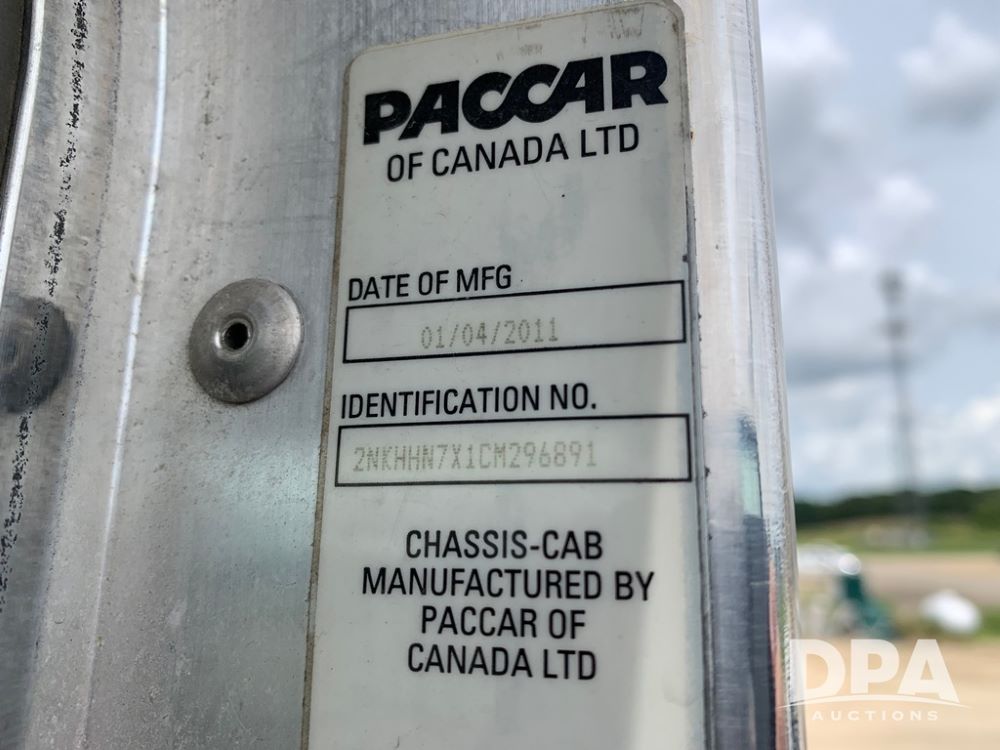 PACCAR
OF CANADA LTD
DATE OF MFG
01/04/2011
IDENTIFICATION NO.
2NKHHN7X1CM296891
CHASSIS-CAB
MANUFACTURED BY
PACCAR OF
CANADA LTD
DPA
AUCTIONS